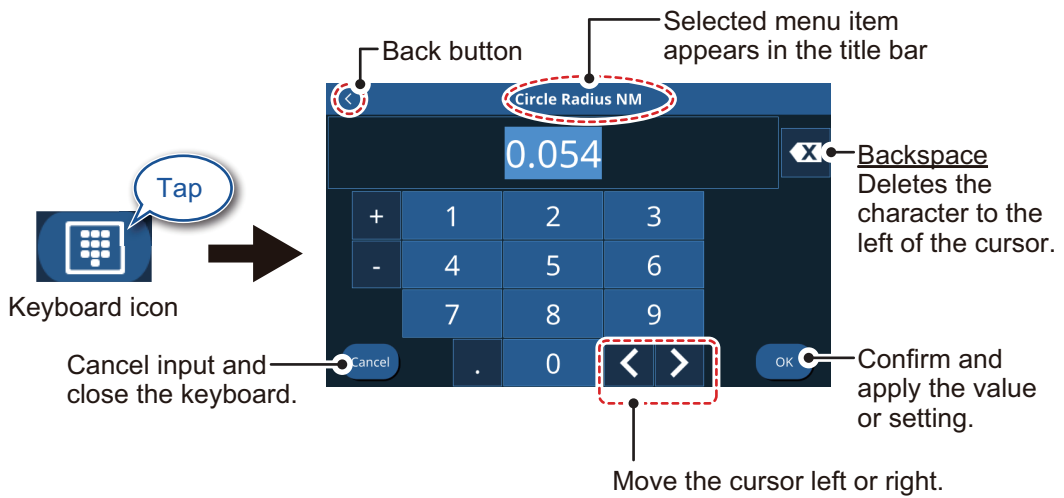 Selected menu item
appears in the title bar
Back button
Circle Radius NM
0.054
Backspace
Deletes the
character to the
left of the cursor.
Tap
Keyboard icon
+ 1 2 3
- 4 5 6
7 8 9
Cancel . 0 OK
Cancel input and
close the keyboard.
Confirm and
apply the value
or setting.
Move the cursor left or right.